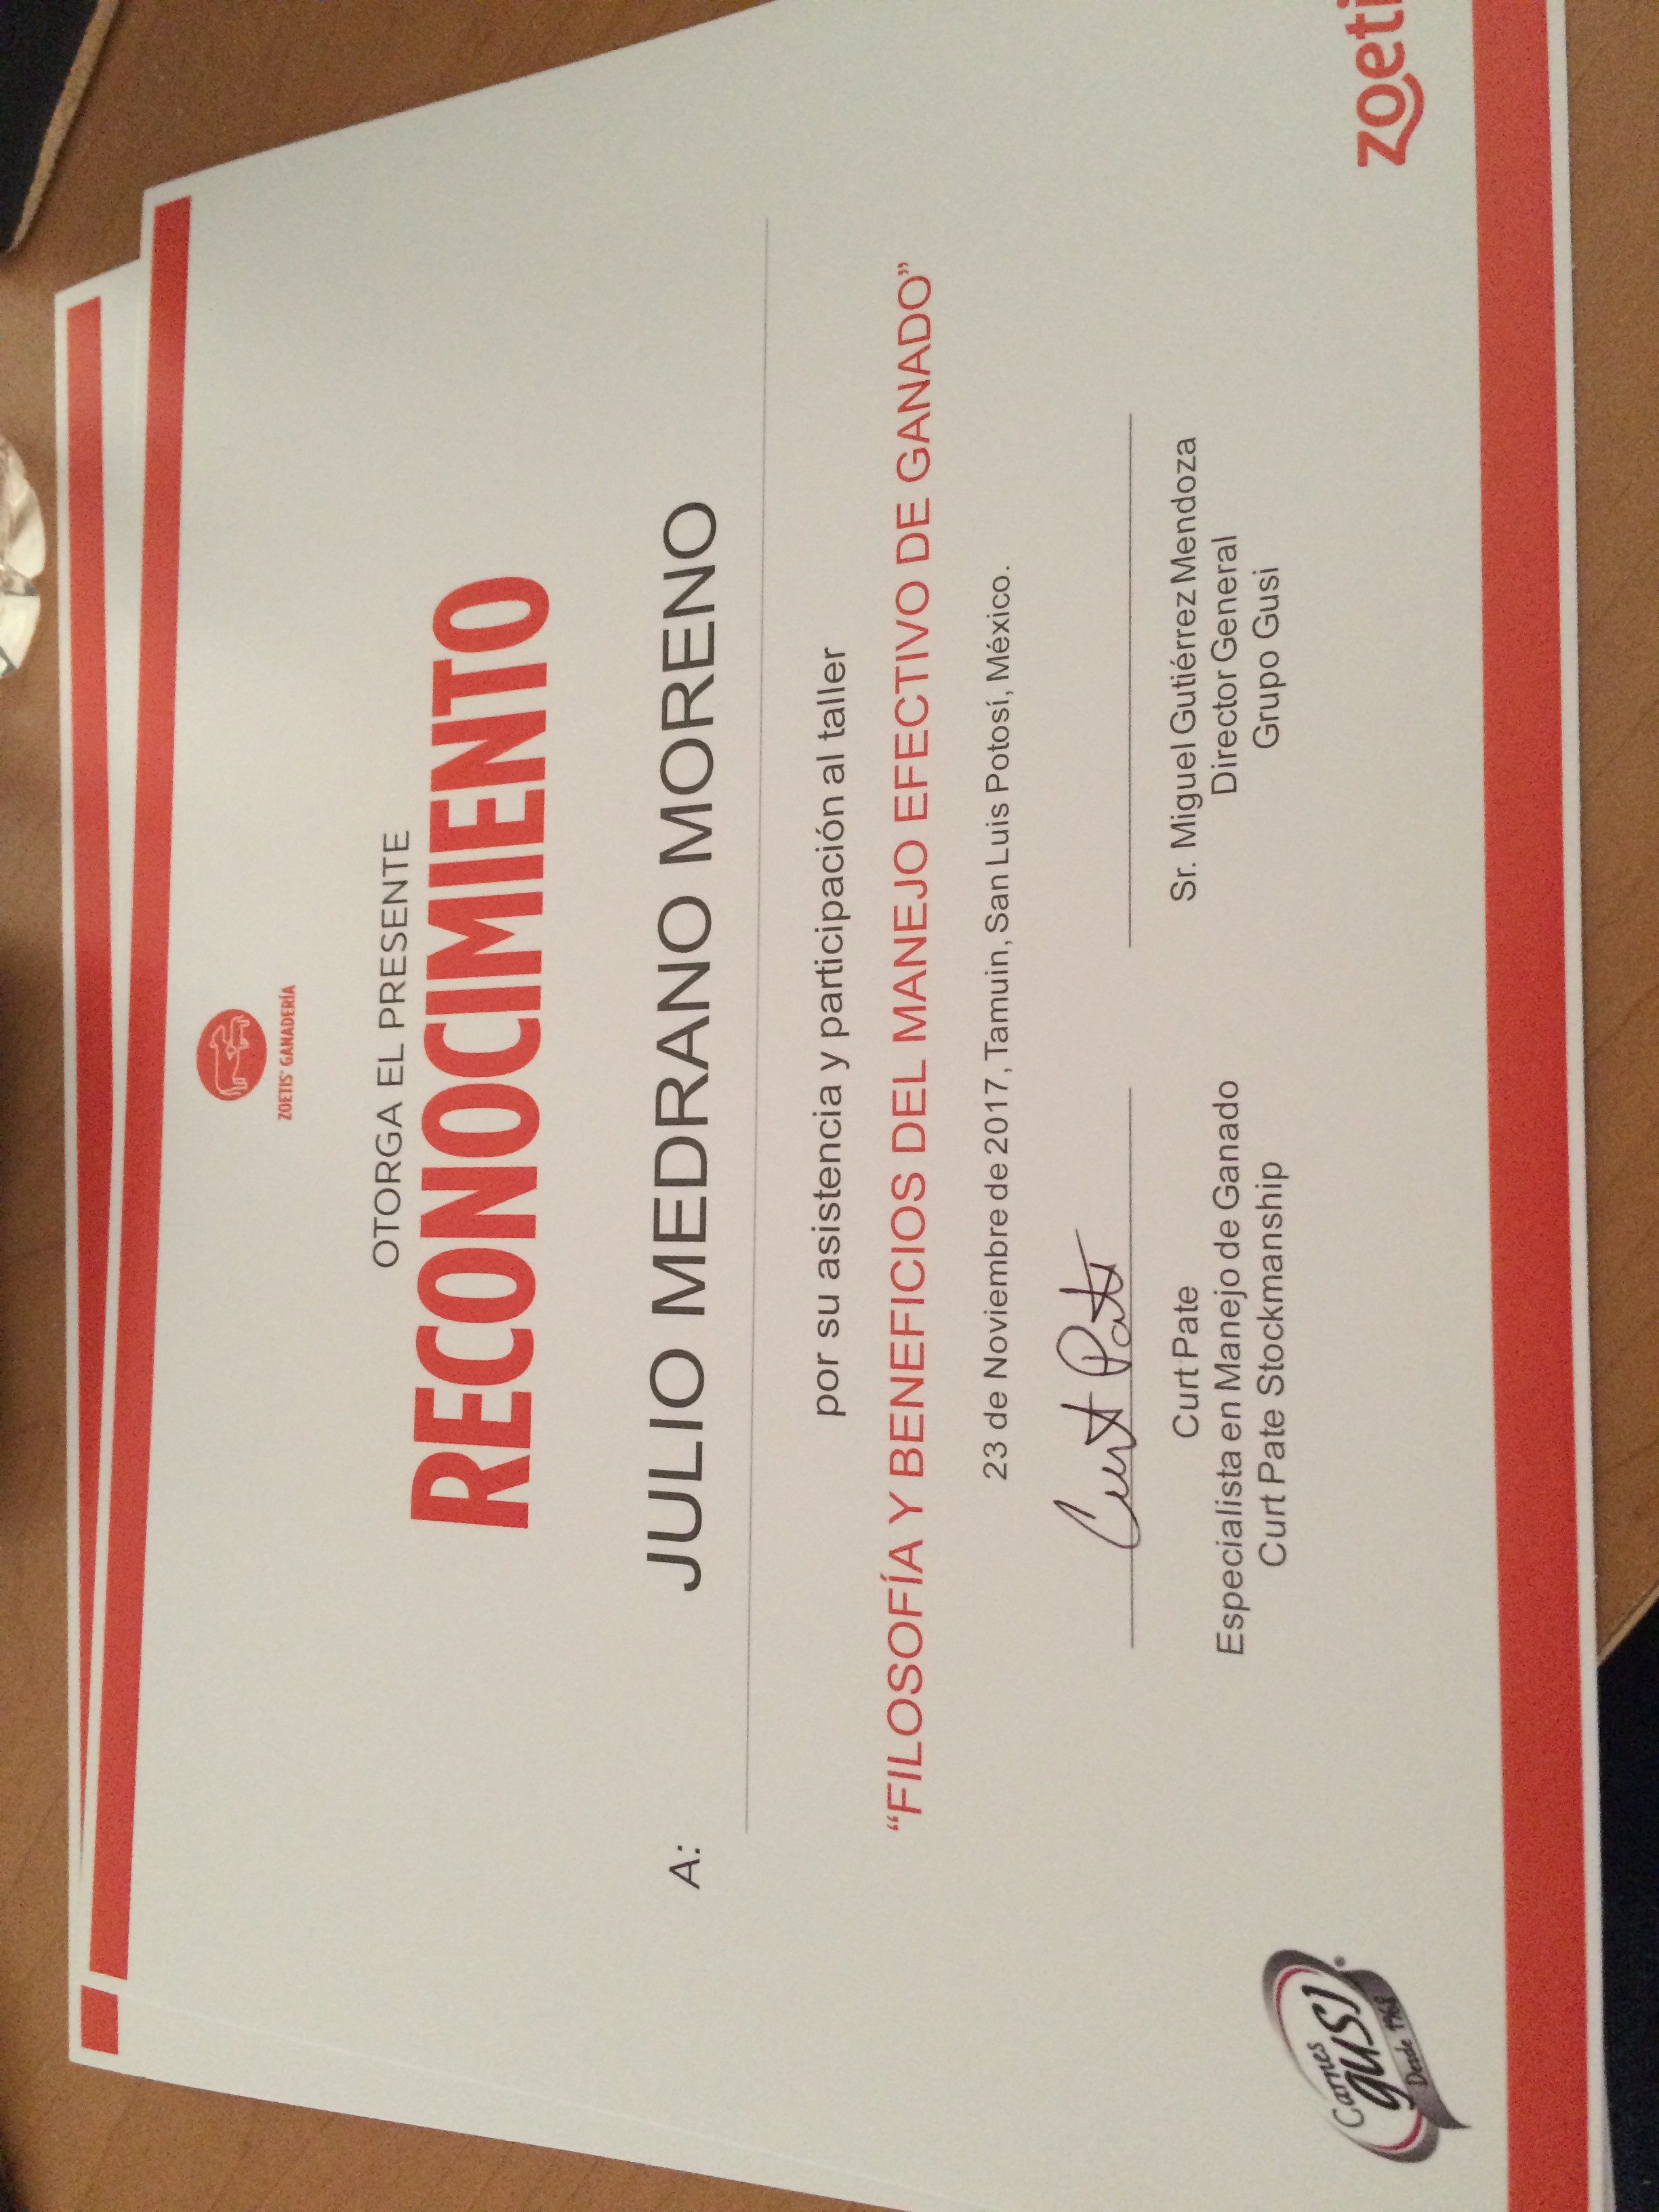 ZOETIS® GANADERÍA
OTORGA EL PRESENTE
RECONOCIMIENTO
A: JULIO MEDRANO MORENO
por su asistencia y participación al taller
“FILOSOFÍA Y BENEFICIOS DEL MANEJO EFECTIVO DE GANADO”
23 de Noviembre de 2017, Tamuin, San Luis Potosí, México.
Curt Pate
Curt Pate
Especialista en Manejo de Ganado
Curt Pate Stockmanship
Sr. Miguel Gutiérrez Mendoza
Director General
Grupo Gusi
Carnes
gusi®
Desde 1968
zoeti